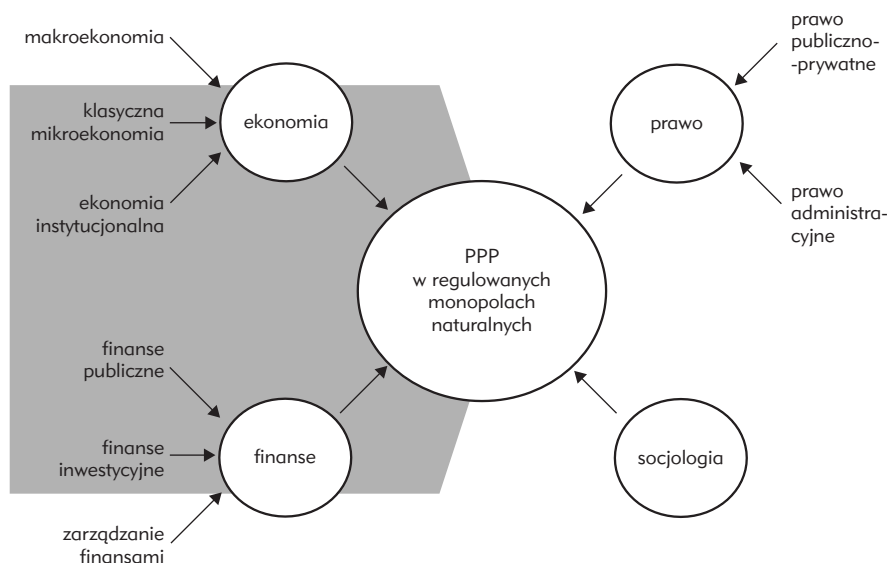 makroekonomia
klasyczna
mikroekonomia
ekonomia
instytucjonalna
ekonomia
prawo
publiczno-
-prywatne
prawo
prawo
administra-
cyjne
PPP
w regulowanych
monopolach
naturalnych
finanse
publiczne
finanse
inwestycyjne
zarządzanie
finansami
finanse
socjologia